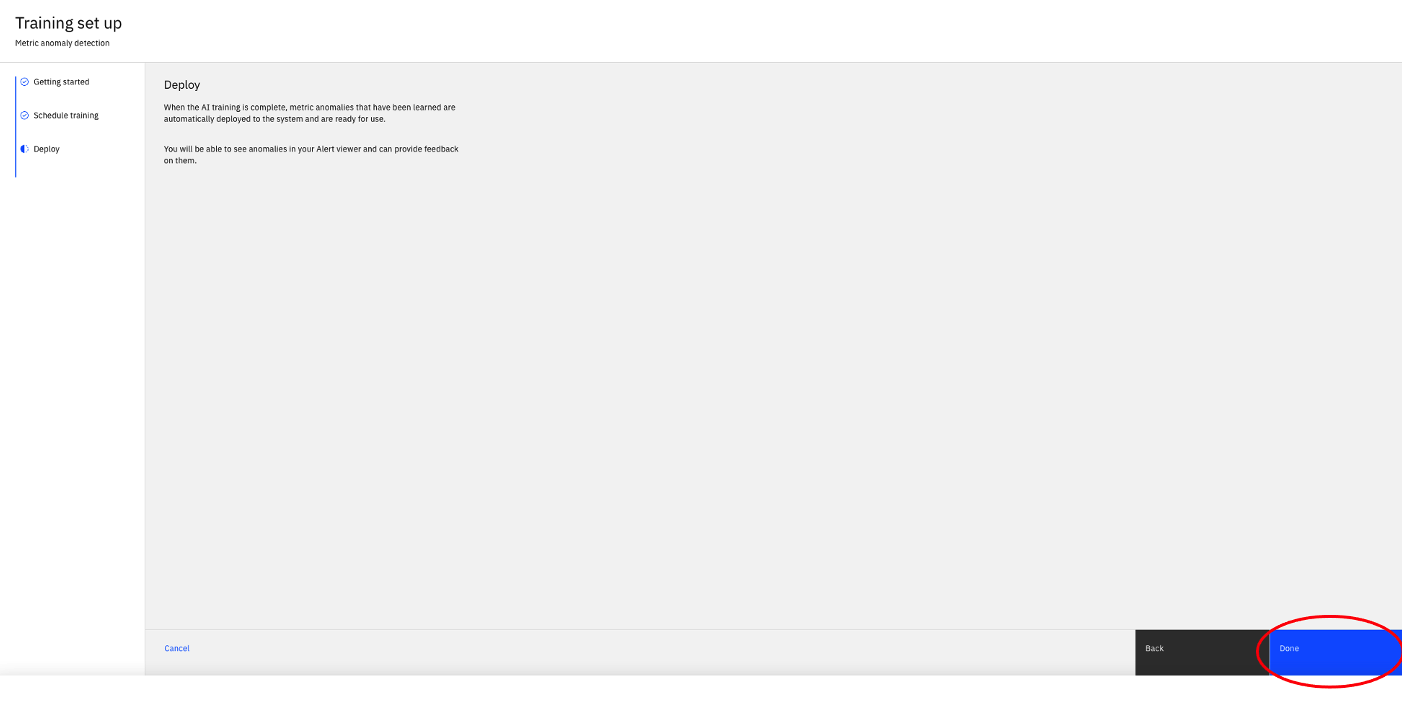 Training set up
Metric anomaly detection
Getting started
Schedule training
Deploy
Deploy
When the AI training is complete, metric anomalies that have been learned are
automatically deployed to the system and are ready for use.
You will be able to see anomalies in your Alert viewer and can provide feedback
on them.
Cancel
Back
Done